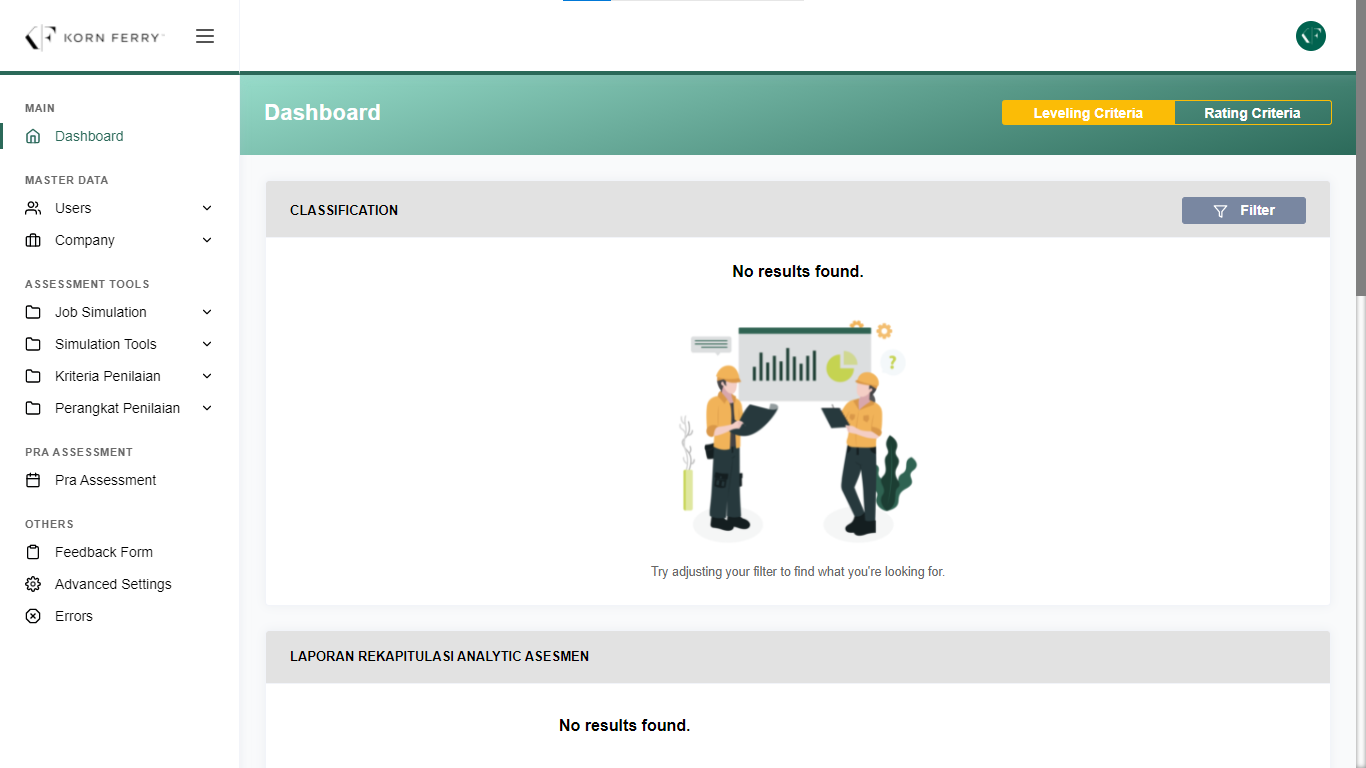 KORN FERRY
MAIN
Dashboard
MASTER DATA
Users
Company
ASSESSMENT TOOLS
Job Simulation
Simulation Tools
Kriteria Penilaian
Perangkat Penilaian
PRA ASSESSMENT
Pra Assessment
OTHERS
Feedback Form
Advanced Settings
Errors
Dashboard
Leveling Criteria
Rating Criteria
CLASSIFICATION
Filter
No results found.
?
Try adjusting your filter to find what you're looking for.
LAPORAN REKAPITULASI ANALYTIC ASESMEN
No results found.